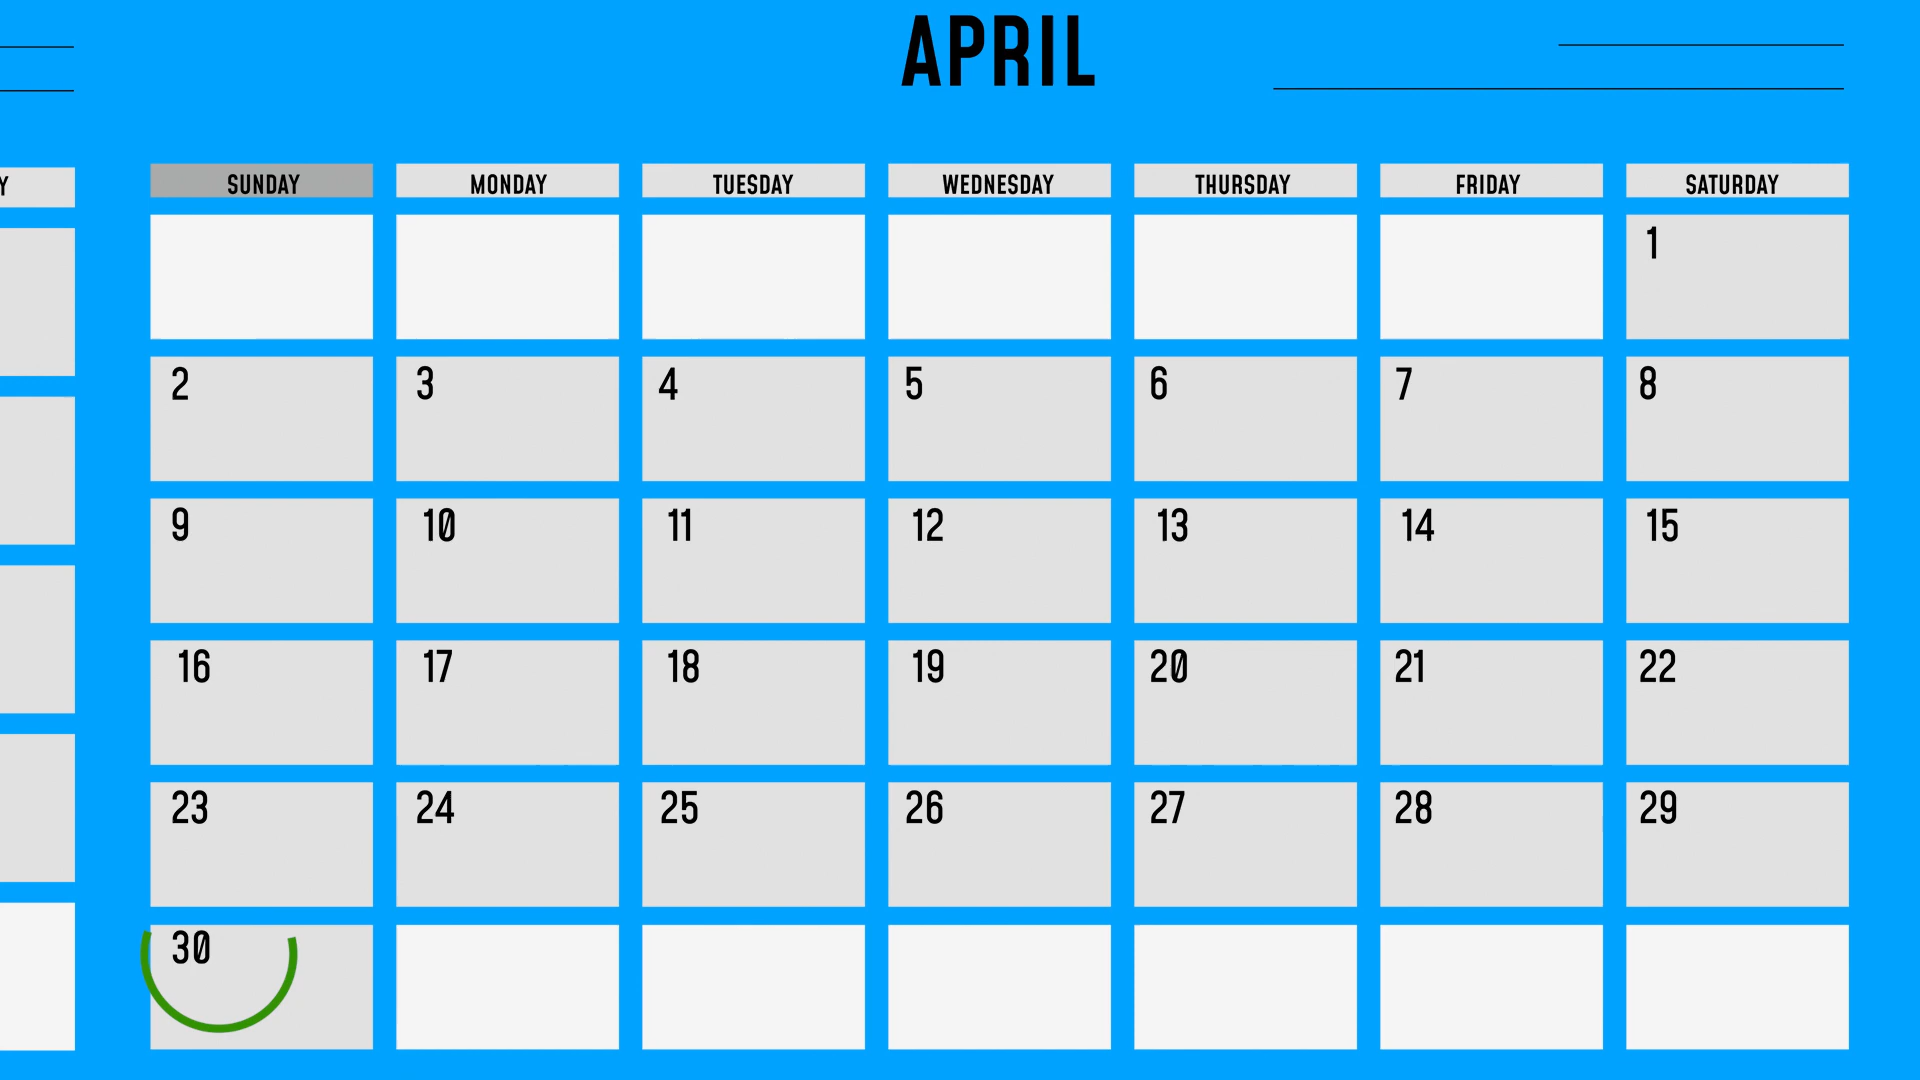 APRIL
Y
SUNDAY MONDAY TUESDAY WEDNESDAY THURSDAY FRIDAY SATURDAY
1
2 3 4 5 6 7 8
9 10 11 12 13 14 15
16 17 18 19 20 21 22
23 24 25 26 27 28 29
30